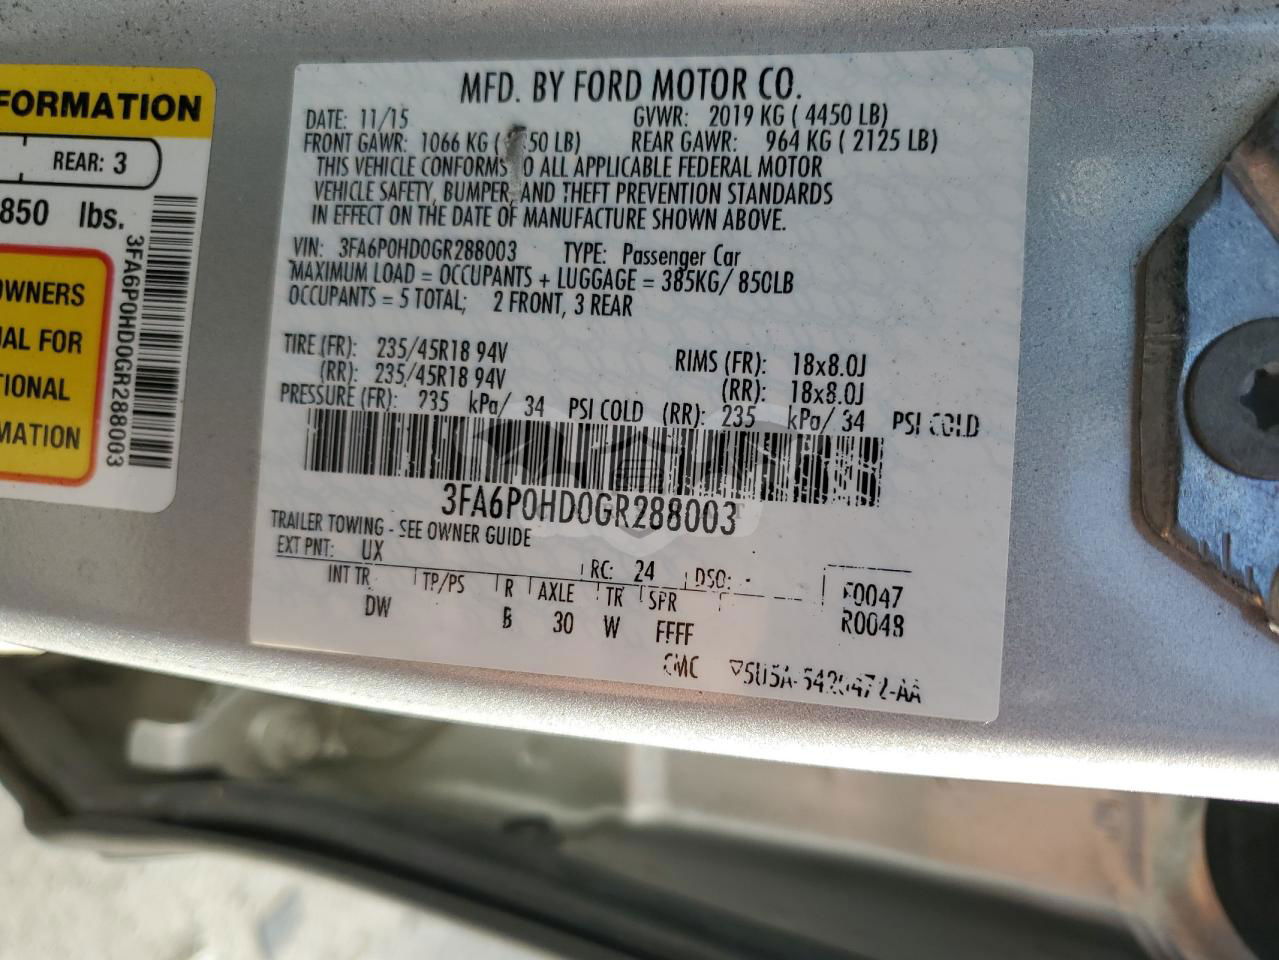 FORMATION
REAR: 3
850 lbs.
OWNERS
AL FOR
TIONAL
MATION
3FA6P0HD0GR288003
MFD. BY FORD MOTOR CO.
DATE: 11/15 GVWR: 2019 KG ( 4450 LB)
FRONT GAWR: 1066 KG ( 50 LB) REAR GAWR: 964 KG ( 2125 LB)
THIS VEHICLE CONFORMS O ALL APPLICABLE FEDERAL MOTOR
VEHICLE SAFETY, BUMPER, AND THEFT PREVENTION STANDARDS
IN EFFECT ON THE DATE OF MANUFACTURE SHOWN ABOVE.
VIN: 3FA6P0HD0GR288003 TYPE: Passenger Car
MAXIMUM LOAD = OCCUPANTS + LUGGAGE = 385KG/ 850LB
OCCUPANTS = 5 TOTAL; 2 FRONT, 3 REAR
TIRE (FR): 235/45R18 94V RIMS (FR): 18x8.0J
(RR): 235/45R18 94V (RR): 18x8.0J
PRESSURE (FR): 235 kPa/ 34 PSI COLD (RR): 235 kPa/ 34 PSI COLD
3FA6P0HD0GR288003
TRAILER TOWING - SEE OWNER GUIDE
EXT PNT: UX RC: 24 DSO:
INT TR TP/PS R AXLE TR SPR F0047
DW B 30 W FFFF R0048
CMC